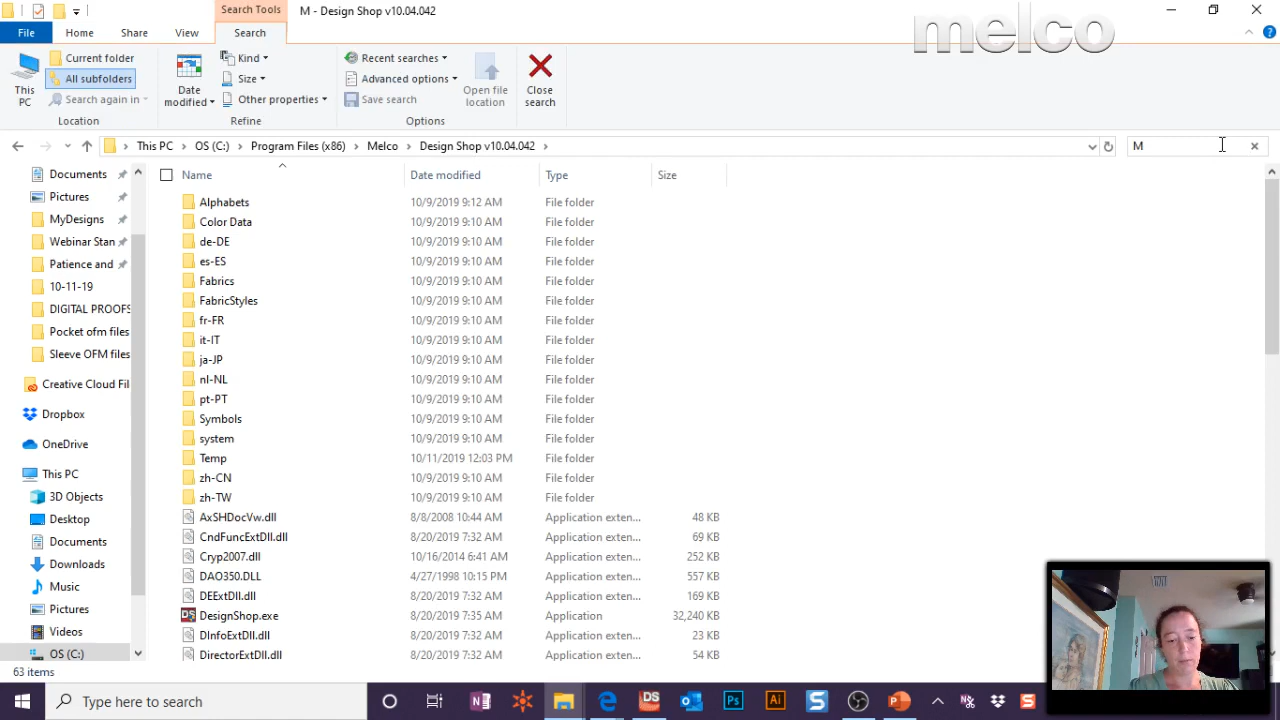 Search Tools
M - Design Shop v10.04.042
File
Home
Share
View
Search
melco
This PC
Current folder
All subfolders
Search again in
Location
Date modified
Kind
Size
Other properties
Refine
Recent searches
Advanced options
Save search
Open file location
Options
Close search
This PC > OS (C:) > Program Files (x86) > Melco > Design Shop v10.04.042 >
M
Name Date modified Type Size
Documents
Pictures
MyDesigns
Webinar Stan
Patience and
10-11-19
DIGITAL PROOFS
Pocket ofm files
Sleeve OFM files
Creative Cloud Fil
Dropbox
OneDrive
This PC
3D Objects
Desktop
Documents
Downloads
Music
Pictures
Videos
OS (C:)
Alphabets 10/9/2019 9:12 AM File folder
Color Data 10/9/2019 9:10 AM File folder
de-DE 10/9/2019 9:10 AM File folder
es-ES 10/9/2019 9:10 AM File folder
Fabrics 10/9/2019 9:10 AM File folder
FabricStyles 10/9/2019 9:10 AM File folder
fr-FR 10/9/2019 9:10 AM File folder
it-IT 10/9/2019 9:10 AM File folder
ja-JP 10/9/2019 9:10 AM File folder
nl-NL 10/9/2019 9:10 AM File folder
pt-PT 10/9/2019 9:10 AM File folder
Symbols 10/9/2019 9:10 AM File folder
system 10/9/2019 9:10 AM File folder
Temp 10/11/2019 12:03 PM File folder
zh-CN 10/9/2019 9:10 AM File folder
zh-TW 10/9/2019 9:10 AM File folder
AxSHDocVw.dll 8/8/2008 10:44 AM Application exten... 48 KB
CndFuncExtDll.dll 8/20/2019 7:32 AM Application exten... 69 KB
Cryp2007.dll 10/16/2014 6:41 AM Application exten... 252 KB
DAO350.DLL 4/27/1998 10:15 PM Application exten... 557 KB
DEExtDll.dll 8/20/2019 7:32 AM Application exten... 169 KB
DesignShop.exe 8/20/2019 7:35 AM Application 32,240 KB
DInfoExtDll.dll 8/20/2019 7:32 AM Application exten... 23 KB
DirectorExtDll.dll 8/20/2019 7:32 AM Application exten... 54 KB
63 items
Type here to search